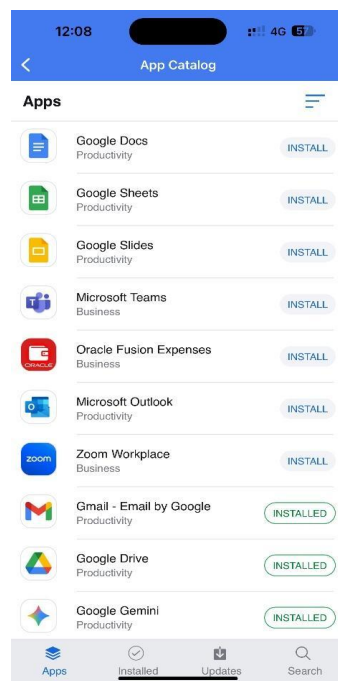 12:08
4G 57
App Catalog
Apps
Google Docs
Productivity
INSTALL
Google Sheets
Productivity
INSTALL
Google Slides
Productivity
INSTALL
Microsoft Teams
Business
INSTALL
ORACLE
Oracle Fusion Expenses
Business
INSTALL
Microsoft Outlook
Productivity
INSTALL
zoom
Zoom Workplace
Business
INSTALL
Gmail - Email by Google
Productivity
INSTALLED
Google Drive
Productivity
INSTALLED
Google Gemini
Productivity
INSTALLED
Apps
Installed
Updates
Search